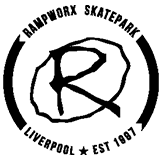 RAMPWORX SKATEPARK
R
LIVERPOOL ★ EST 1997